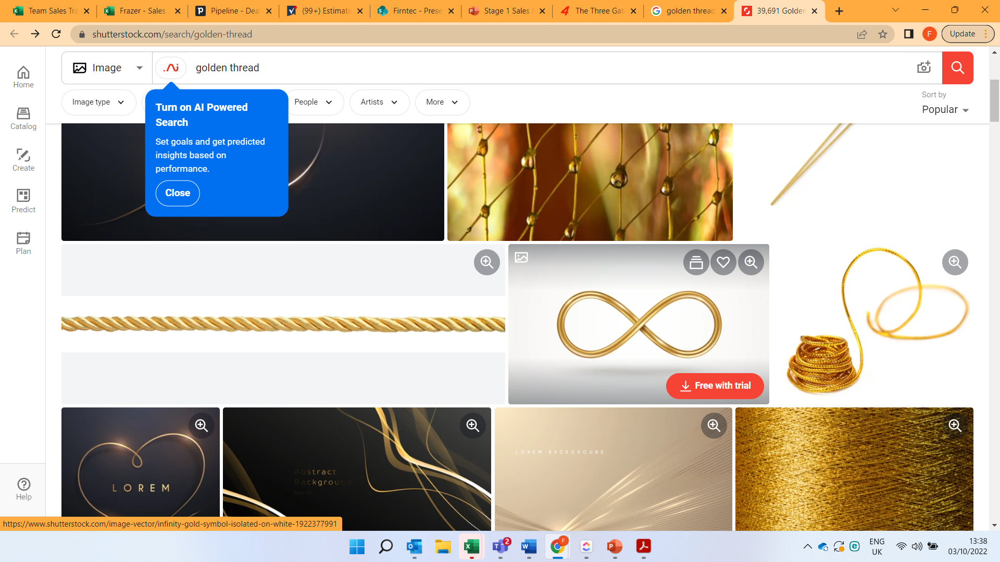 Team Sales Tra
Frazer - Sales
Pipeline - Dea
(99+) Estimati
Firntec - Prese
Stage 1 Sales
The Three Gat
golden thread
39,691 Golden
shutterstock.com/search/golden-thread
F
Update
Image
golden thread
Home
Catalog
Create
Predict
Plan
Help
Image type
People
Artists
More
Sort by
Popular
Turn on AI Powered
Search
Set goals and get predicted
insights based on
performance.
Close
Free with trial
LOREM
Abstract
Background
Eps 10
LOREM BACKGROUND
https://www.shutterstock.com/image-vector/infinity-gold-symbol-isolated-on-white-1922377991
2
F
ENG
UK
13:38
03/10/2022